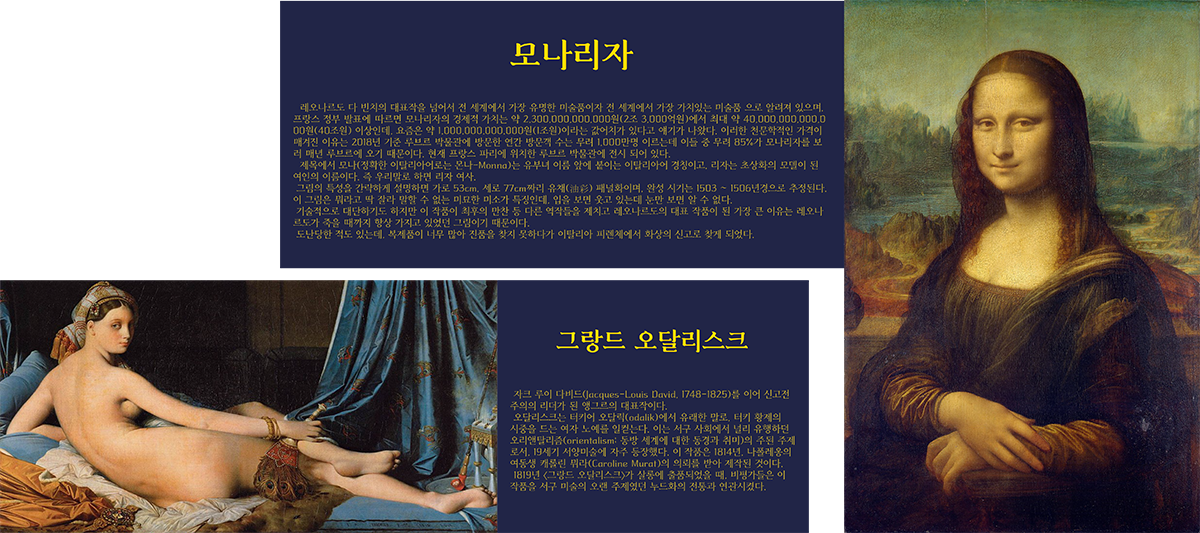 모나리자
레오나르도 다 빈치의 대표작을 넘어서 전 세계에서 가장 유명한 미술품이자 전 세계에서 가장 가치있는 미술품 으로 알려져 있으며,
프랑스 정부 발표에 따르면 모나리자의 경제적 가치는 약 2,300,000,000,000원(2조 3,000억원)에서 최대 약 40,000,000,000,0
00원(40조원) 이상인데, 요즘은 약 1,000,000,000,000원(1조원)이라는 값어치가 있다고 얘기가 나왔다. 이러한 천문학적인 가격이
매겨진 이유는 2018년 기준 루브르 박물관에 방문한 연간 방문객 수는 무려 1,000만명 이르는데 이들 중 무려 85%가 모나리자를 보
러 매년 루브르에 오기 때문이다. 현재 프랑스 파리에 위치한 루브르 박물관에 전시 되어 있다.
제목에서 모나(정확한 이탈리아어로는 몬나-Monna)는 유부녀 이름 앞에 붙이는 이탈리아어 경칭이고, 리자는 초상화의 모델이 된
여인의 이름이다. 즉 우리말로 하면 리자 여사.
그림의 특성을 간략하게 설명하면 가로 53cm, 세로 77cm짜리 유채(油彩) 패널화이며, 완성 시기는 1503 ~ 1506년경으로 추정된다.
이 그림은 뭐라고 딱 잘라 말할 수 없는 미묘한 미소가 특징인데, 입을 보면 웃고 있는데 눈만 보면 알 수 없다.
기술적으로 대단하기도 하지만 이 작품이 최후의 만찬 등 다른 역작들을 제치고 레오나르도의 대표 작품이 된 가장 큰 이유는 레오나
르도가 죽을 때까지 항상 가지고 있었던 그림이기 때문이다.
도난당한 적도 있는데, 복제품이 너무 많아 진품을 찾지 못하다가 이탈리아 피렌체에서 화상의 신고로 찾게 되었다.
그랑드 오달리스크
자크 루이 다비드(Jacques-Louis David, 1748-1825)를 이어 신고전
주의의 리더가 된 앵그르의 대표작이다.
오달리스크는 터키어 오달릭(odalik)에서 유래한 말로, 터키 황제의
시중을 드는 여자 노예를 일컫는다. 이는 서구 사회에서 널리 유행하던
오리앤탈리즘(orientalism: 동방 세계에 대한 동경과 취미)의 주된 주제
로서, 19세기 서양미술에 자주 등장했다. 이 작품은 1814년, 나폴레옹의
여동생 캐롤린 뮈라(Caroline Murat)의 의뢰를 받아 제작된 것이다.
1819년 <그랑드 오달리스크>가 살롱에 출품되었을 때, 비평가들은 이
작품을 서구 미술의 오랜 주제였던 누드화의 전통과 연관시켰다.